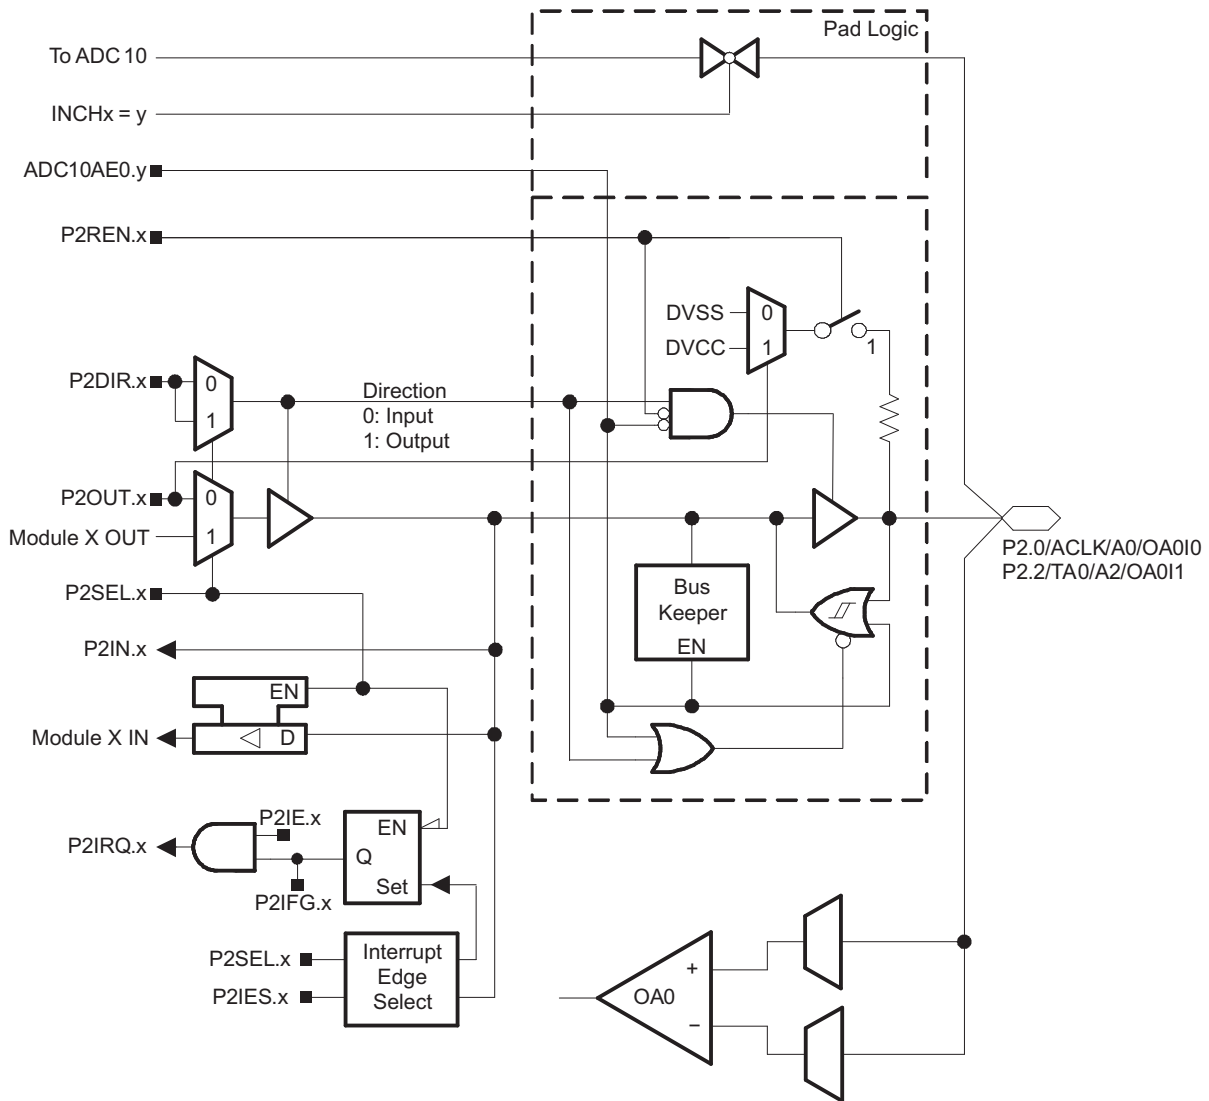 Pad Logic
To ADC 10
INCHx = y
ADC10AE0.y
P2REN.x
DVSS
0
DVCC
1
1
P2DIR.x
0
1
Direction
0: Input
1: Output
P2OUT.x
0
Module X OUT
1
P2SEL.x
P2.0/ACLK/A0/OA0I0
P2.2/TA0/A2/OA0I1
Bus
Keeper
EN
P2IN.x
EN
Module X IN
D
P2IE.x
P2IRQ.x
EN
Q
Set
P2IFG.x
P2SEL.x
P2IES.x
Interrupt
Edge
Select
+
OA0
−